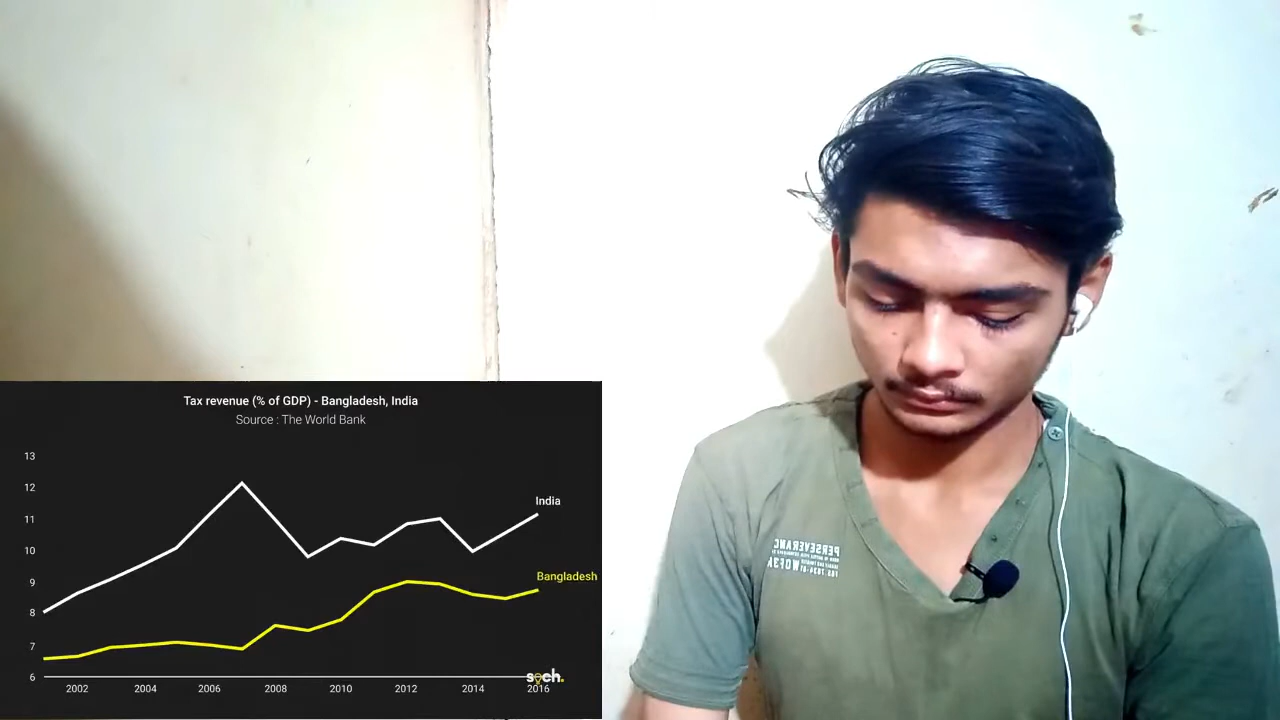 Tax revenue (% of GDP) - Bangladesh, India
Source : The World Bank
13
12
11
10
9
8
7
6
India
Bangladesh
2002 2004 2006 2008 2010 2012 2014 2016
soch.
PERSEVERANC